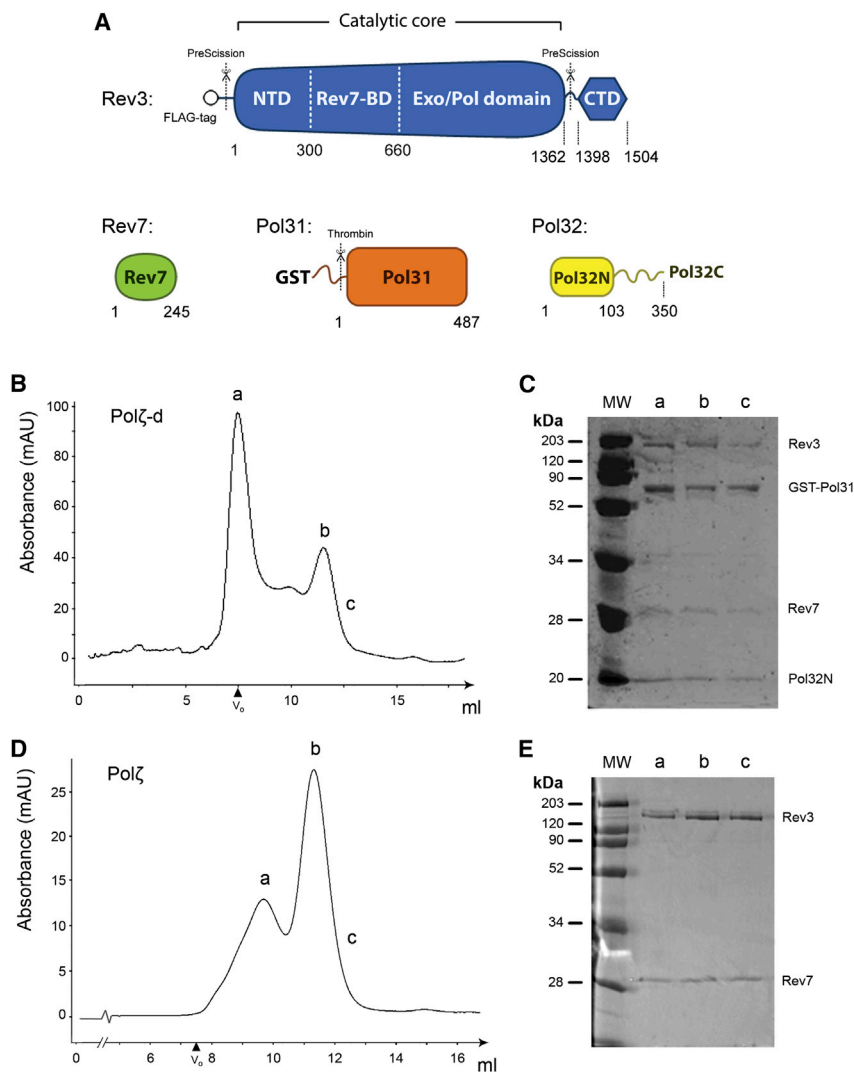 A
Catalytic core
PreScission
PreScission
Rev3:
NTD
Rev7-BD
Exo/Pol domain
CTD
FLAG-tag
1
300
660
1362
1398
1504
Rev7:
Pol31:
Pol32:
Thrombin
Rev7
GST
Pol31
Pol32N
Pol32C
1
245
1
487
1
103
350
B
Polζ-d
Absorbance (mAU)
100
80
60
40
20
0
a
b
c
0
5
10
15
ml
V₀
C
MW
a
b
c
kDa
203
120
90
52
34
28
20
Rev3
GST-Pol31
Rev7
Pol32N
D
Polζ
Absorbance (mAU)
25
20
15
10
5
0
a
b
c
0
6
8
10
12
14
16
ml
V₀
E
MW
a
b
c
kDa
203
120
90
52
34
28
Rev3
Rev7